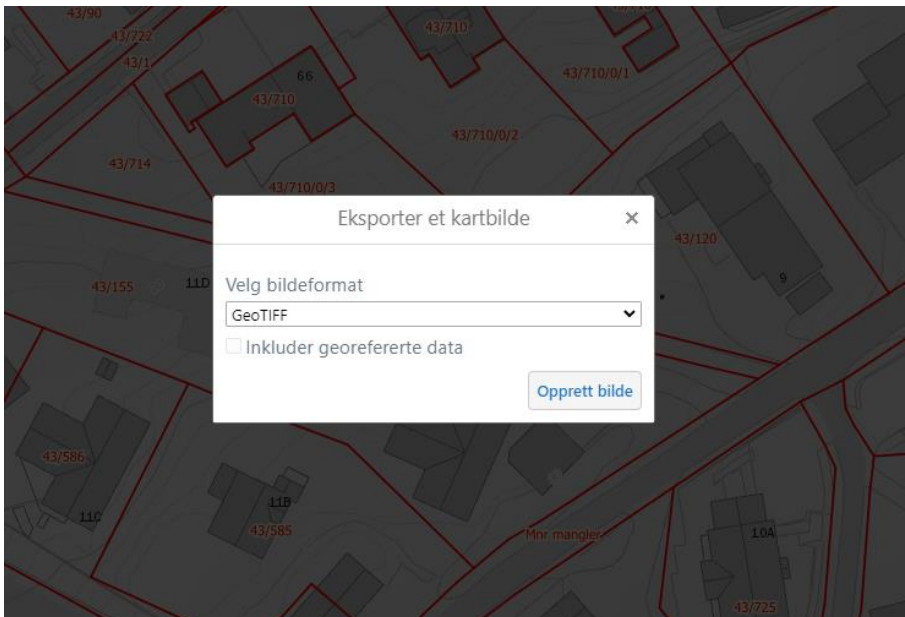 43/90
43/722
43/1
43/710
66
43/710
43/710/0/1
43/710/0/2
43/714
43/710/0/3
Eksporter et kartbilde ×
43/120
Velg bildeformat
43/155
11D
9
GeoTIFF
Inkluder georefererte data
Opprett bilde
43/586
11C
11B
43/585
Mnr mangler
10A
43/725